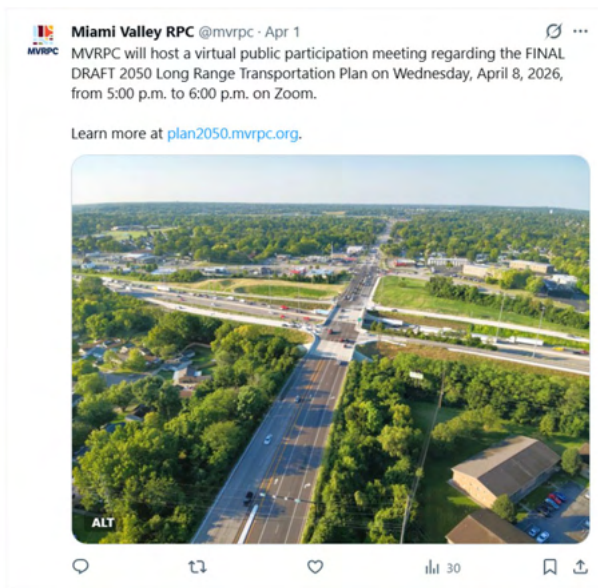 Miami Valley RPC @mvrpc · Apr 1
MVRPC
MVRPC will host a virtual public participation meeting regarding the FINAL
DRAFT 2050 Long Range Transportation Plan on Wednesday, April 8, 2026,
from 5:00 p.m. to 6:00 p.m. on Zoom.
Learn more at plan2050.mvrpc.org.
ALT
30